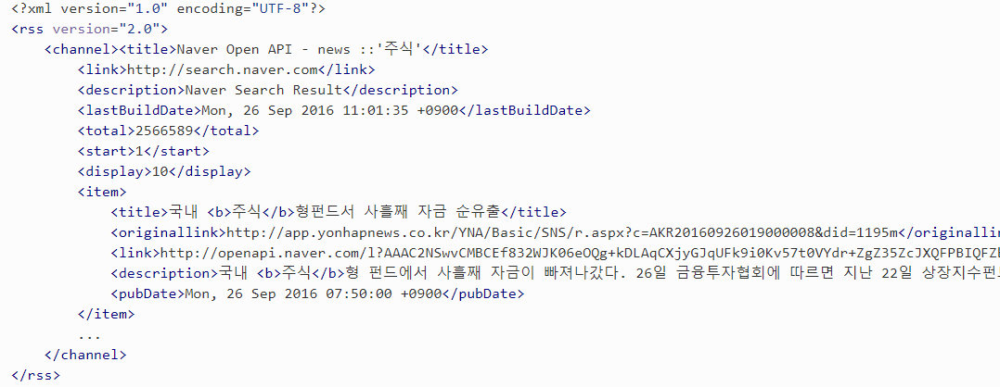 <?xml version="1.0" encoding="UTF-8"?>
<rss version="2.0">
<channel><title>Naver Open API - news ::'주식'</title>
<link>http://search.naver.com</link>
<description>Naver Search Result</description>
<lastBuildDate>Mon, 26 Sep 2016 11:01:35 +0900</lastBuildDate>
<total>2566589</total>
<start>1</start>
<display>10</display>
<item>
<title>국내 <b>주식</b>형펀드서 사흘째 자금 순유출</title>
<originallink>http://app.yonhapnews.co.kr/YNA/Basic/SNS/r.aspx?c=AKR20160926019000008&did=1195m</originallin
<link>http://openapi.naver.com/l?AAAC2NSwvCMBCEf832WJK06eOQg+kDLAqCXjyGJqUFk9i0Kv57t0VYdr+ZgZ35ZcJXQFPBIQFZ
<description>국내 <b>주식</b>형 펀드에서 사흘째 자금이 빠져나갔다. 26일 금융투자협회에 따르면 지난 22일 상장지수펀
<pubDate>Mon, 26 Sep 2016 07:50:00 +0900</pubDate>
</item>
...
</channel>
</rss>